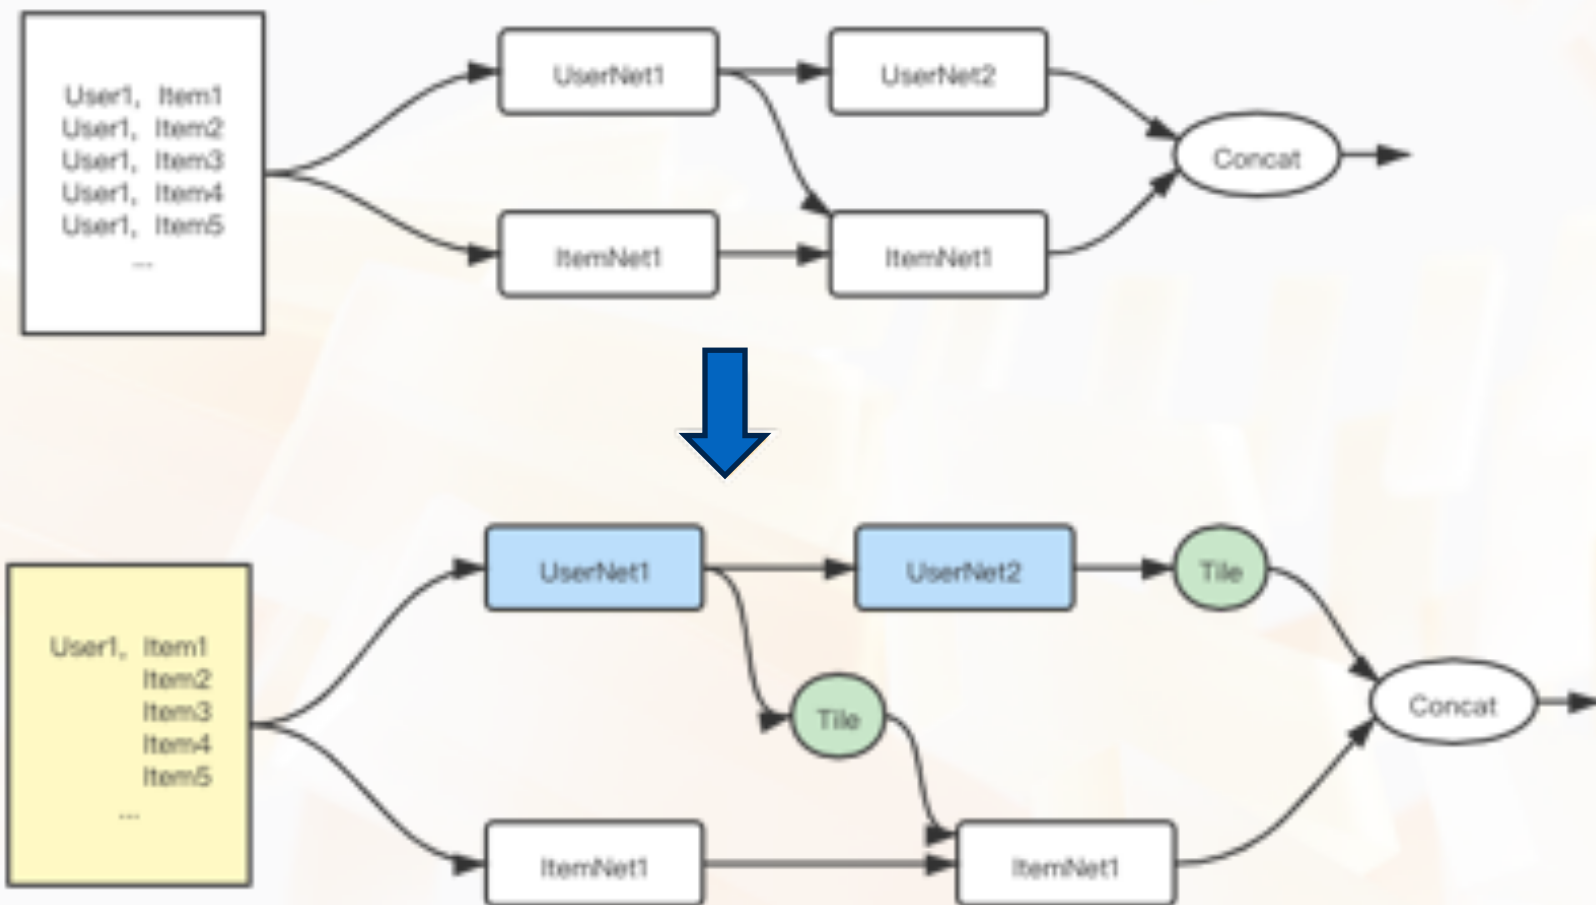 User1, Item1
User1, Item2
User1, Item3
User1, Item4
User1, Item5
...
UserNet1
UserNet2
ItemNet1
ItemNet1
Concat
User1, Item1
Item2
Item3
Item4
Item5
...
UserNet1
UserNet2
Tile
Tile
Concat
ItemNet1
ItemNet1